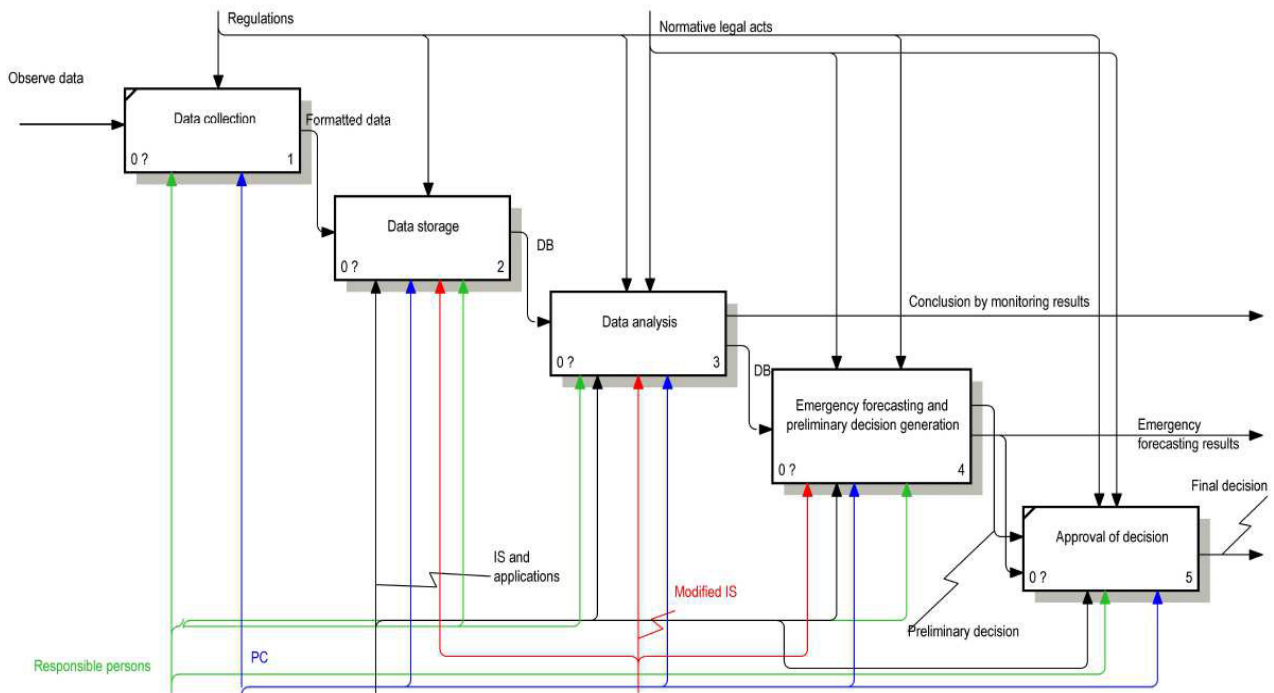 Regulations
Normative legal acts
Observe data
Data collection
Formatted data
0 ?
1
Data storage
DB
0 ?
2
Conclusion by monitoring results
Data analysis
0 ?
3
DB
Emergency forecasting and
preliminary decision generation
Emergency
forecasting results
0 ?
4
Final decision
Approval of decision
IS and
applications
0 ?
5
Modified IS
Preliminary decision
Responsible persons
PC